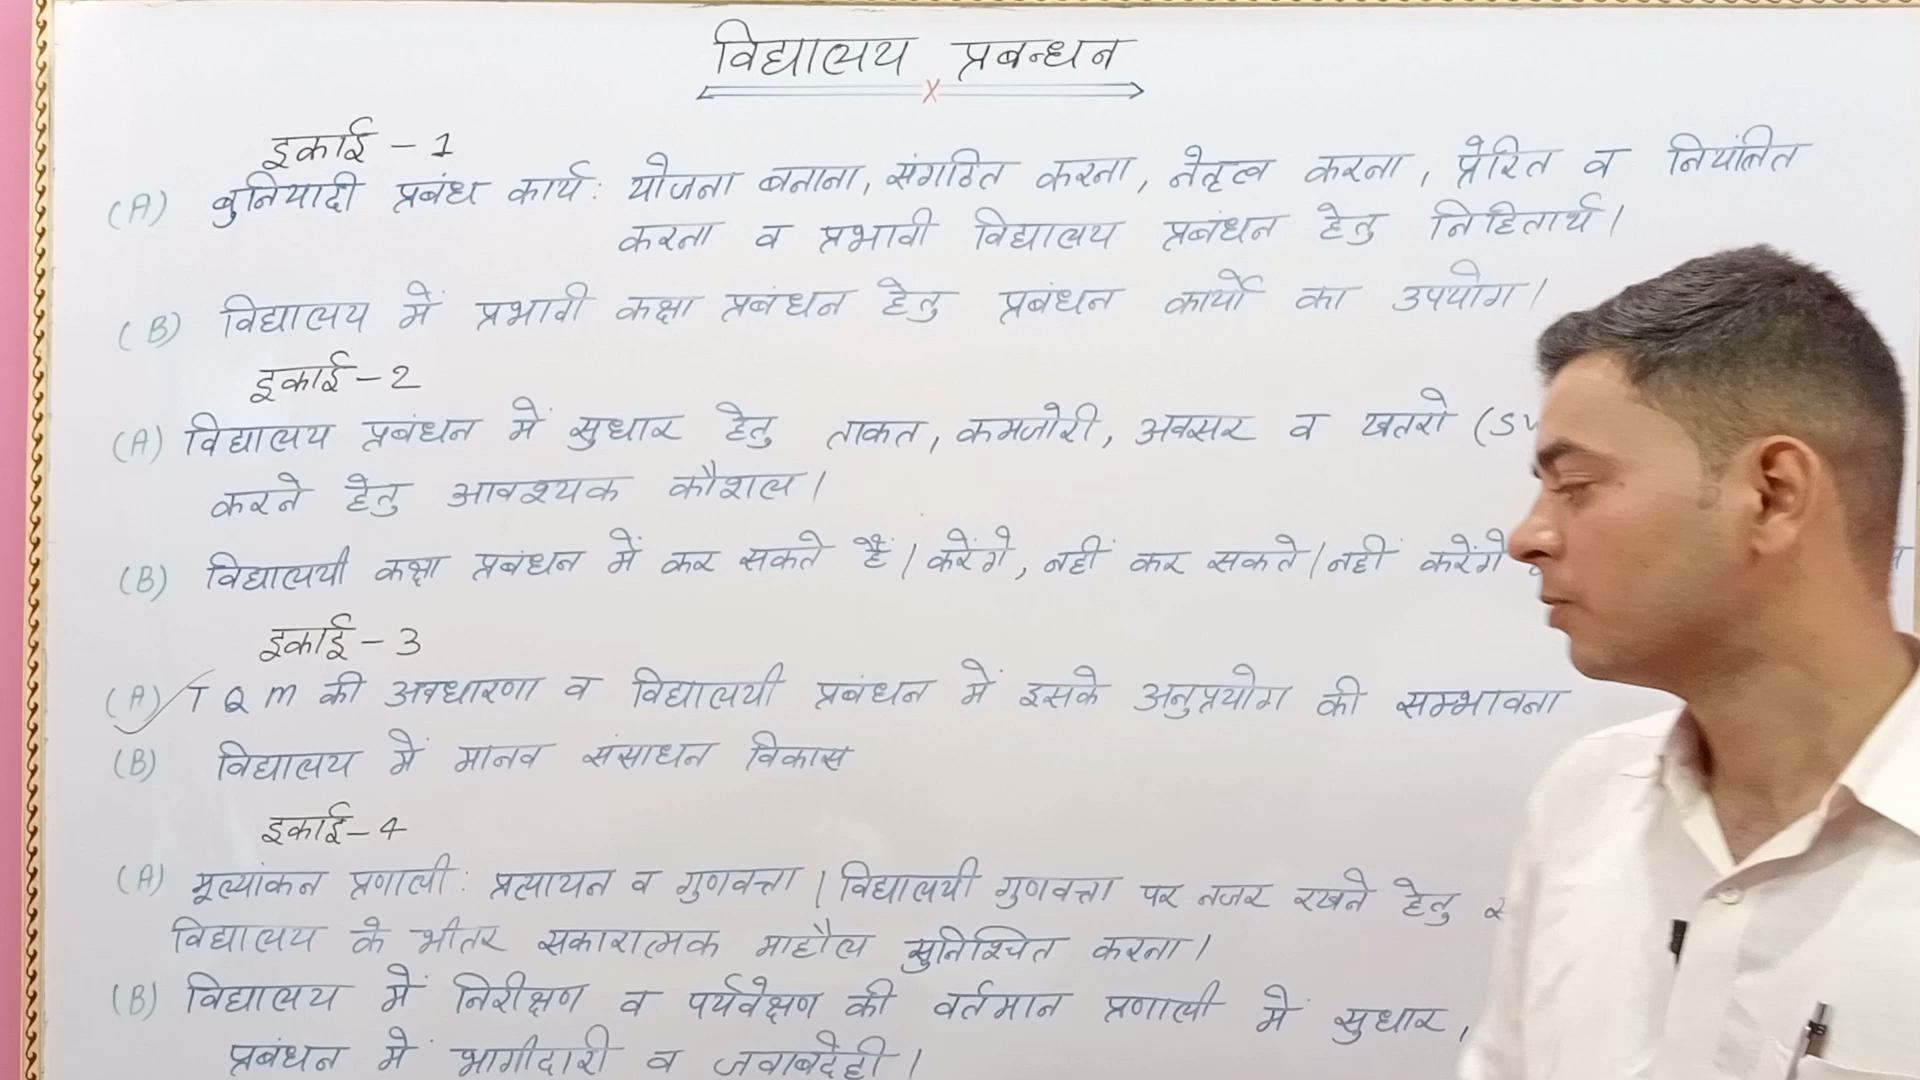 विद्यालय प्रबन्धन
इकाई - 1
(A) बुनियादी प्रबंध कार्य: योजना बनाना, संगठित करना, नेतृत्व करना, प्रेरित व नियंत्रित
करना व प्रभावी विद्यालय प्रबंधन हेतु निहितार्थ।
(B) विद्यालय में प्रभावी कक्षा प्रबंधन हेतु प्रबंधन कार्यो का उपयोग।
इकाई - 2
(A) विद्यालय प्रबंधन में सुधार हेतु ताकत, कमजोरी, अवसर व खतरो
करने हेतु आवश्यक कौशल।
(B) विद्यालयी कक्षा प्रबंधन में कर सकते हैं / करेंगे, नहीं कर सकते / नहीं करेंगे
इकाई - 3
(A) TQM की अवधारणा व विद्यालयी प्रबंधन में इसके अनुप्रयोग की सम्भावना
(B) विद्यालय में मानव संसाधन विकास
इकाई - 4
(A) मूल्यांकन प्रणाली: प्रत्यायन व गुणवत्ता। विद्यालयी गुणवत्ता पर नजर रखने हेतु
विद्यालय के भीतर सकारात्मक माहौल सुनिश्चित करना।
(B) विद्यालय में निरीक्षण व पर्यवेक्षण की वर्तमान प्रणाली में सुधार,
प्रबंधन में भागीदारी व जवाबदेही।